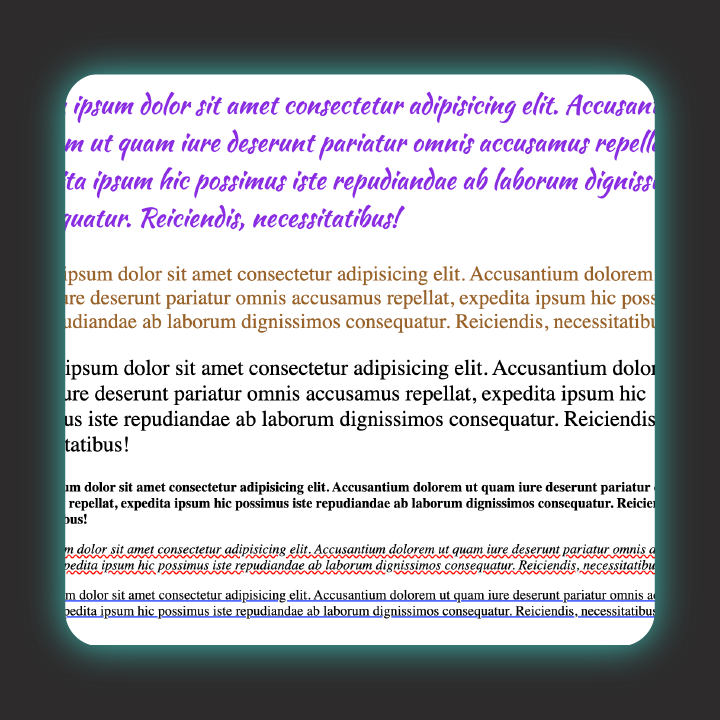 ipsum dolor sit amet consectetur adipisicing elit. Accusant
m ut quam iure deserunt pariatur omnis accusamus repell
ita ipsum hic possimus iste repudiandae ab laborum digniss
quatur. Reiciendis, necessitatibus!
ipsum dolor sit amet consectetur adipisicing elit. Accusantium dolorem
ure deserunt pariatur omnis accusamus repellat, expedita ipsum hic poss
udiandae ab laborum dignissimos consequatur. Reiciendis, necessitatibu
ipsum dolor sit amet consectetur adipisicing elit. Accusantium dolor
ure deserunt pariatur omnis accusamus repellat, expedita ipsum hic
us iste repudiandae ab laborum dignissimos consequatur. Reiciendis
tatibus!
um dolor sit amet consectetur adipisicing elit. Accusantium dolorem ut quam iure deserunt pariatur
repellat, expedita ipsum hic possimus iste repudiandae ab laborum dignissimos consequatur. Reicien
bus!
m dolor sit amet consectetur adipisicing elit. Accusantium dolorem ut quam iure deserunt pariatur omnis a
pedita ipsum hic possimus iste repudiandae ab laborum dignissimos consequatur. Reiciendis, necessitatibu
m dolor sit amet consectetur adipisicing elit. Accusantium dolorem ut quam iure deserunt pariatur omnis ac
pedita ipsum hic possimus iste repudiandae ab laborum dignissimos consequatur. Reiciendis, necessitatibus